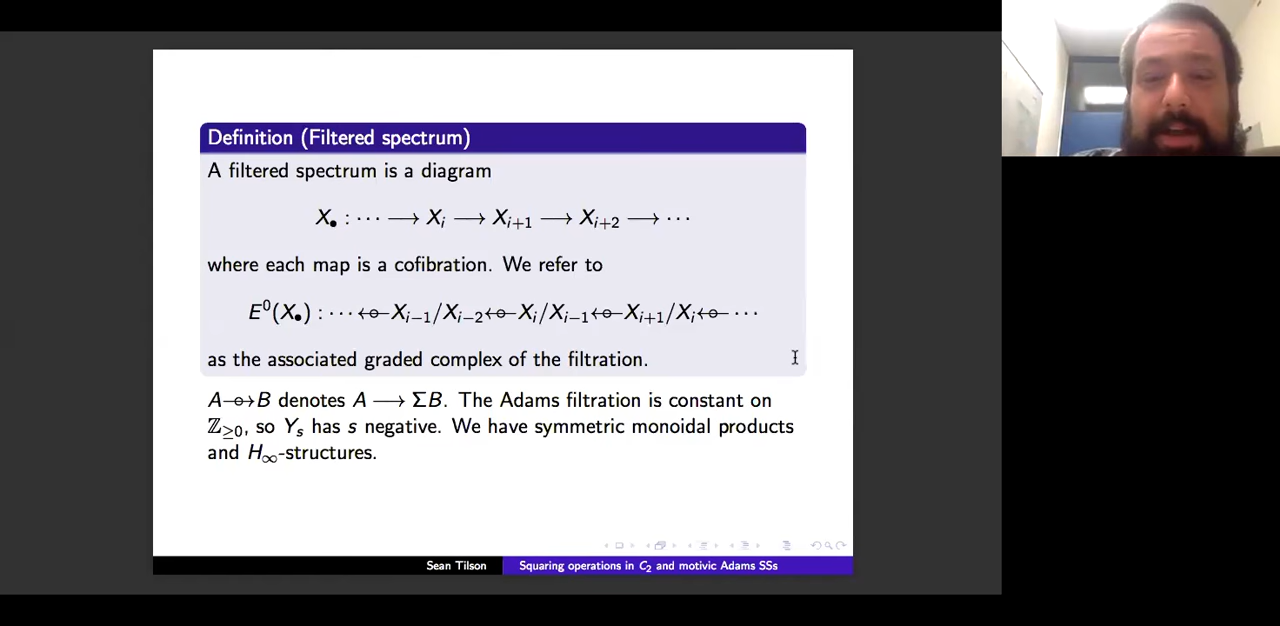 Definition (Filtered spectrum)
A filtered spectrum is a diagram
X• : ··· ⟶ Xᵢ ⟶ Xᵢ₊₁ ⟶ Xᵢ₊₂ ⟶ ···
where each map is a cofibration. We refer to
E⁰(X•) : ··· ←⊖– Xᵢ₋₁/Xᵢ₋₂ ←⊖– Xᵢ/Xᵢ₋₁ ←⊖– Xᵢ₊₁/Xᵢ ←⊖– ···
as the associated graded complex of the filtration.
A –⊖→ B denotes A ⟶ ΣB. The Adams filtration is constant on
ℤ≥0, so Yₛ has s negative. We have symmetric monoidal products
and H∞-structures.
Sean Tilson
Squaring operations in C₂ and motivic Adams SSs